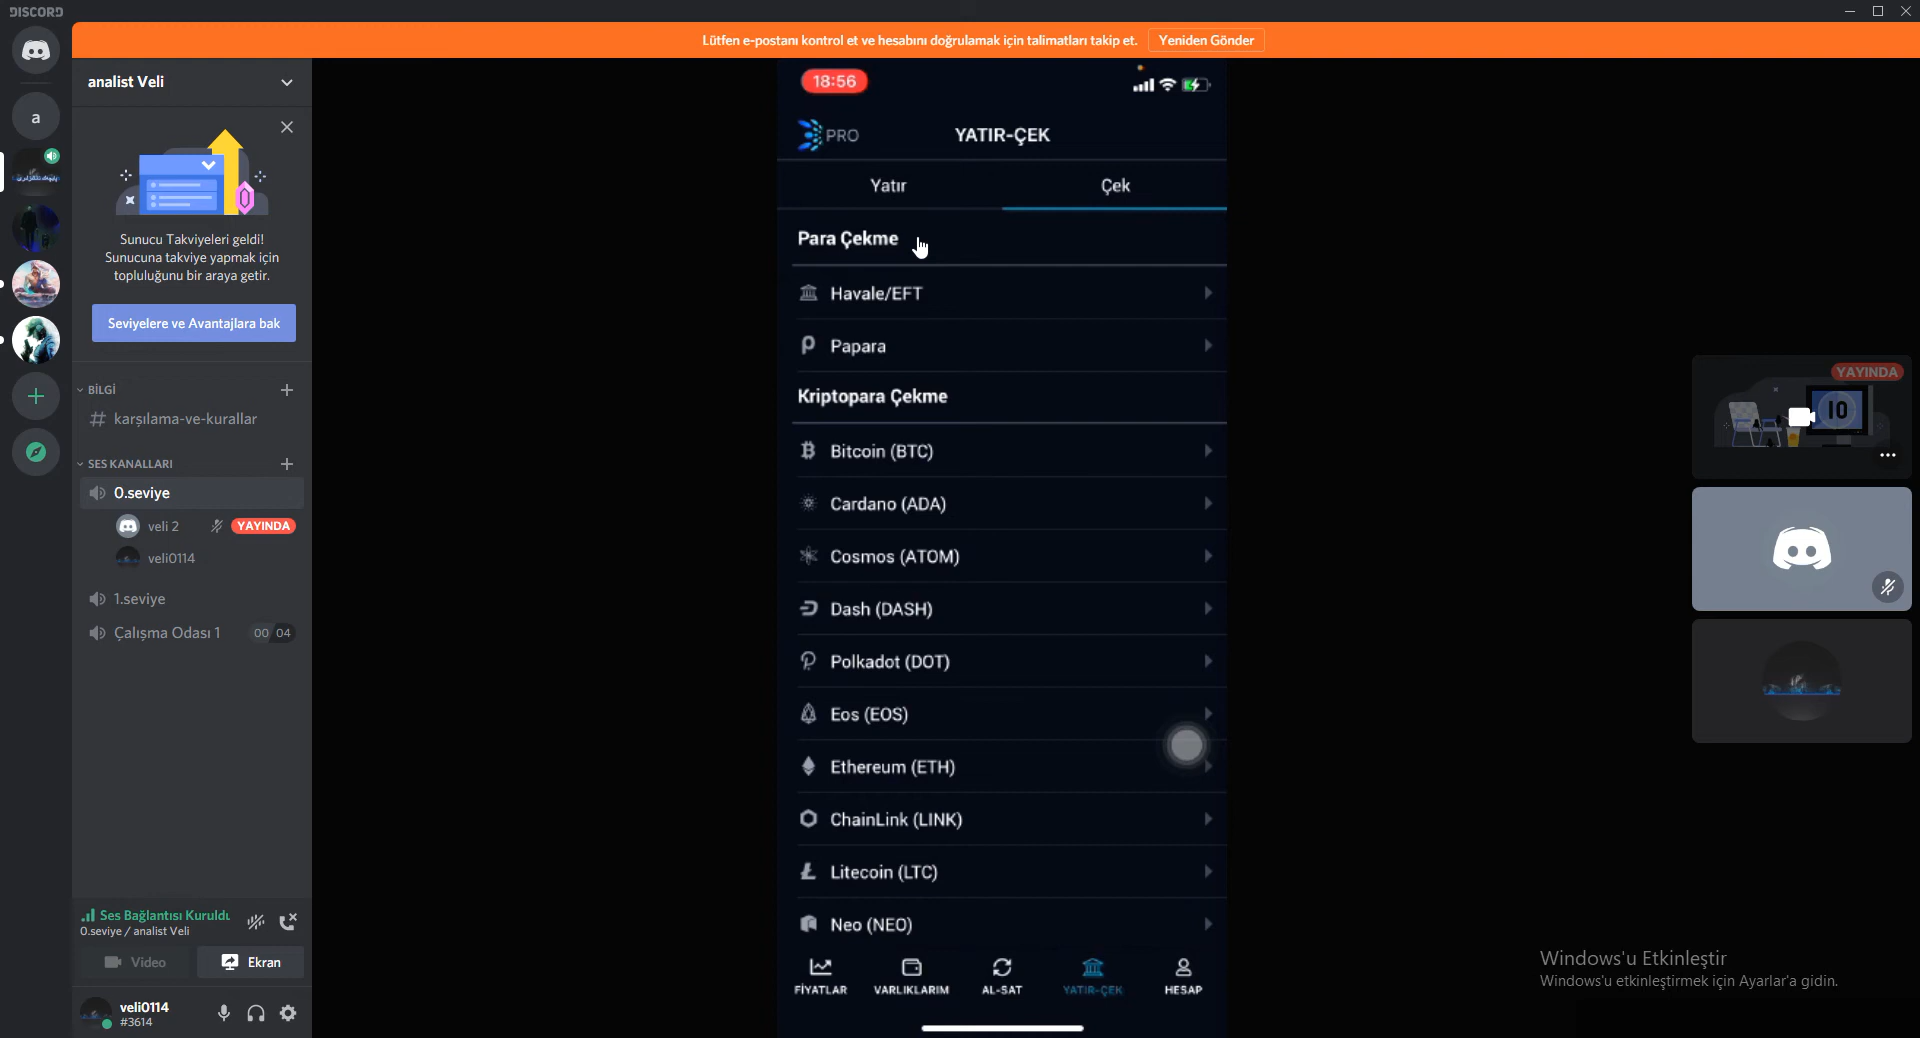 DISCORD
Lütfen e-postanı kontrol et ve hesabını doğrulamak için talimatları takip et.
Yeniden Gönder
analist Veli
a
Sunucu Takviyeleri geldi!
Sunucuna takviye yapmak için
topluluğunu bir araya getir.
Seviyelere ve Avantajlara bak
BİLGİ
karşılama-ve-kurallar
SES KANALLARI
0.seviye
veli 2
YAYINDA
veli0114
1.seviye
Çalışma Odası 1
00 04
Ses Bağlantısı Kuruldu
0.seviye / analist Veli
Video
Ekran
veli0114
#3614
18:56
PRO
YATIR-ÇEK
Yatır
Çek
Para Çekme
Havale/EFT
Papara
Kriptopara Çekme
Bitcoin (BTC)
Cardano (ADA)
Cosmos (ATOM)
Dash (DASH)
Polkadot (DOT)
Eos (EOS)
Ethereum (ETH)
ChainLink (LINK)
Litecoin (LTC)
Neo (NEO)
FİYATLAR
VARLIKLARIM
AL-SAT
YATIR-ÇEK
HESAP
YAYINDA
10
Windows'u Etkinleştir
Windows'u etkinleştirmek için Ayarlar'a gidin.